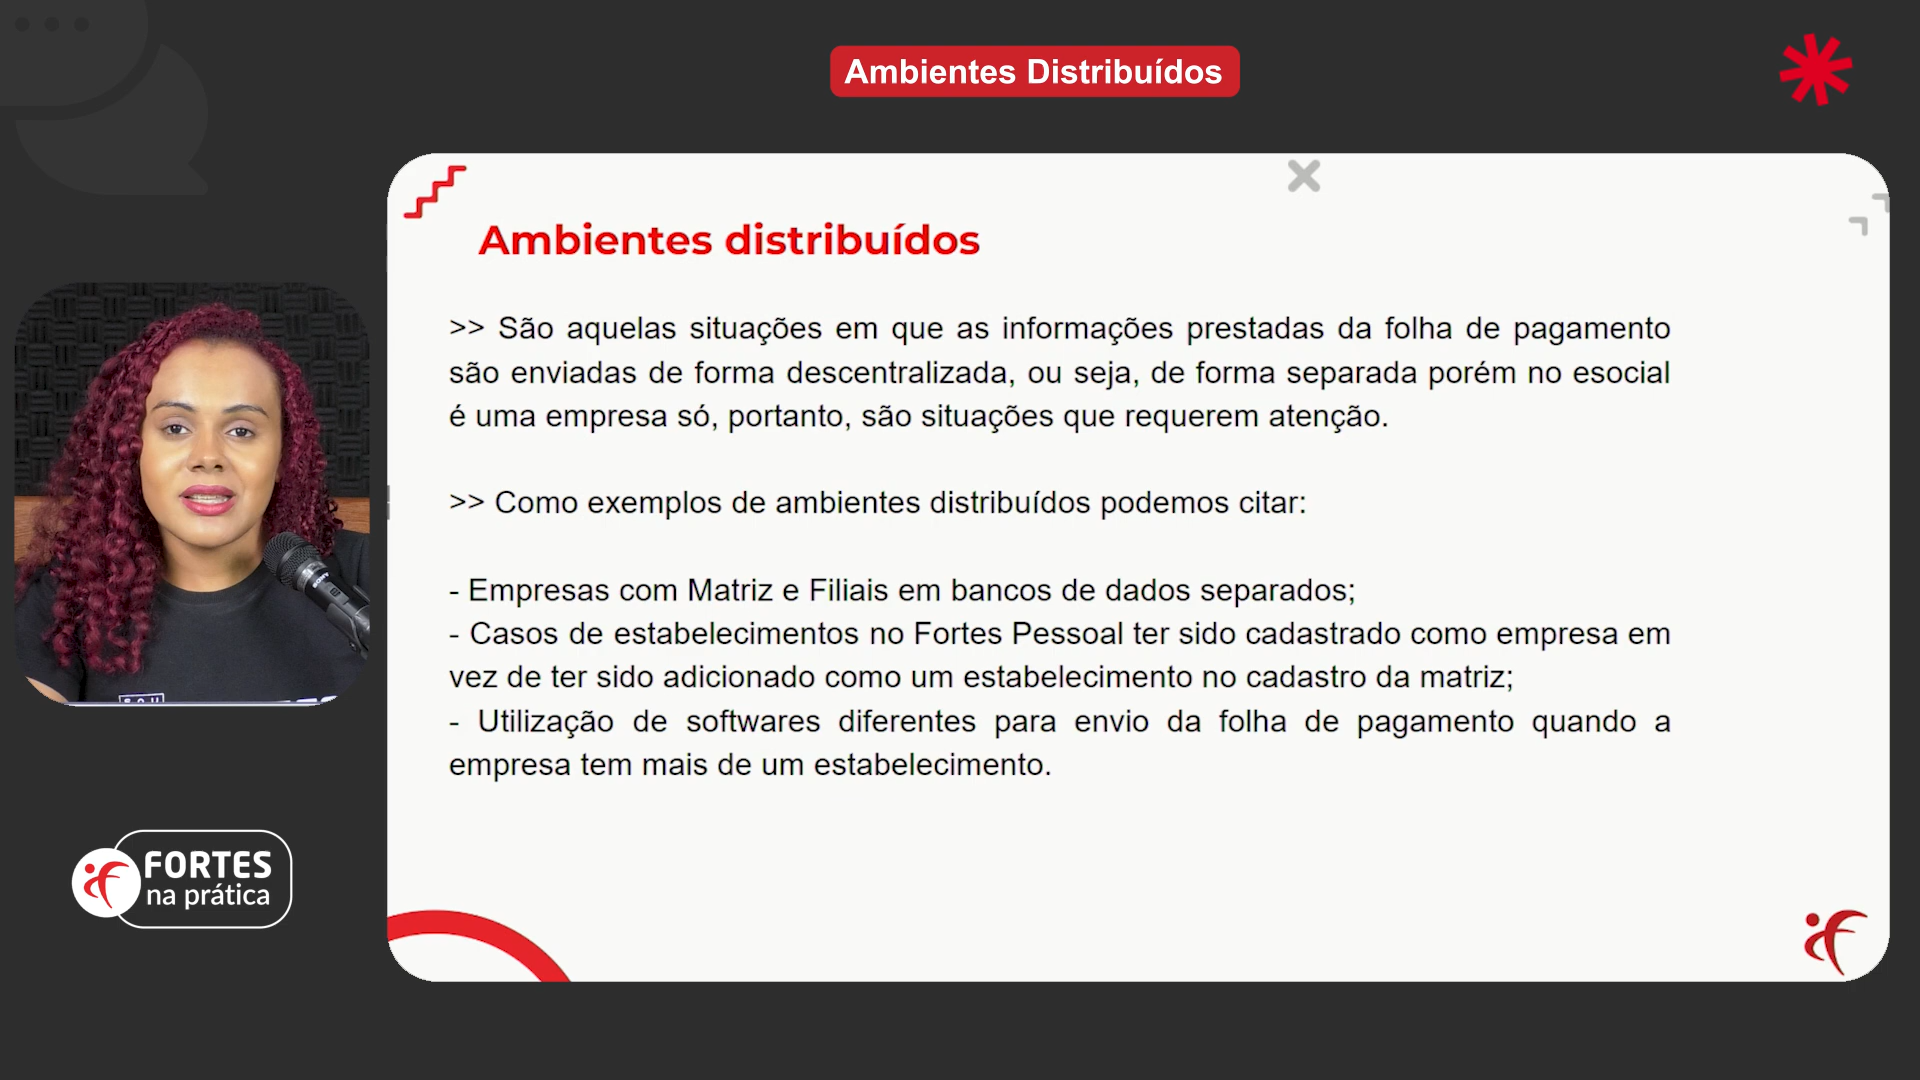 Ambientes Distribuídos
Ambientes distribuídos
>> São aquelas situações em que as informações prestadas da folha de pagamento
são enviadas de forma descentralizada, ou seja, de forma separada porém no esocial
é uma empresa só, portanto, são situações que requerem atenção.
>> Como exemplos de ambientes distribuídos podemos citar:
- Empresas com Matriz e Filiais em bancos de dados separados;
- Casos de estabelecimentos no Fortes Pessoal ter sido cadastrado como empresa em
vez de ter sido adicionado como um estabelecimento no cadastro da matriz;
- Utilização de softwares diferentes para envio da folha de pagamento quando a
empresa tem mais de um estabelecimento.
SONY
SOU
FORTES
na prática